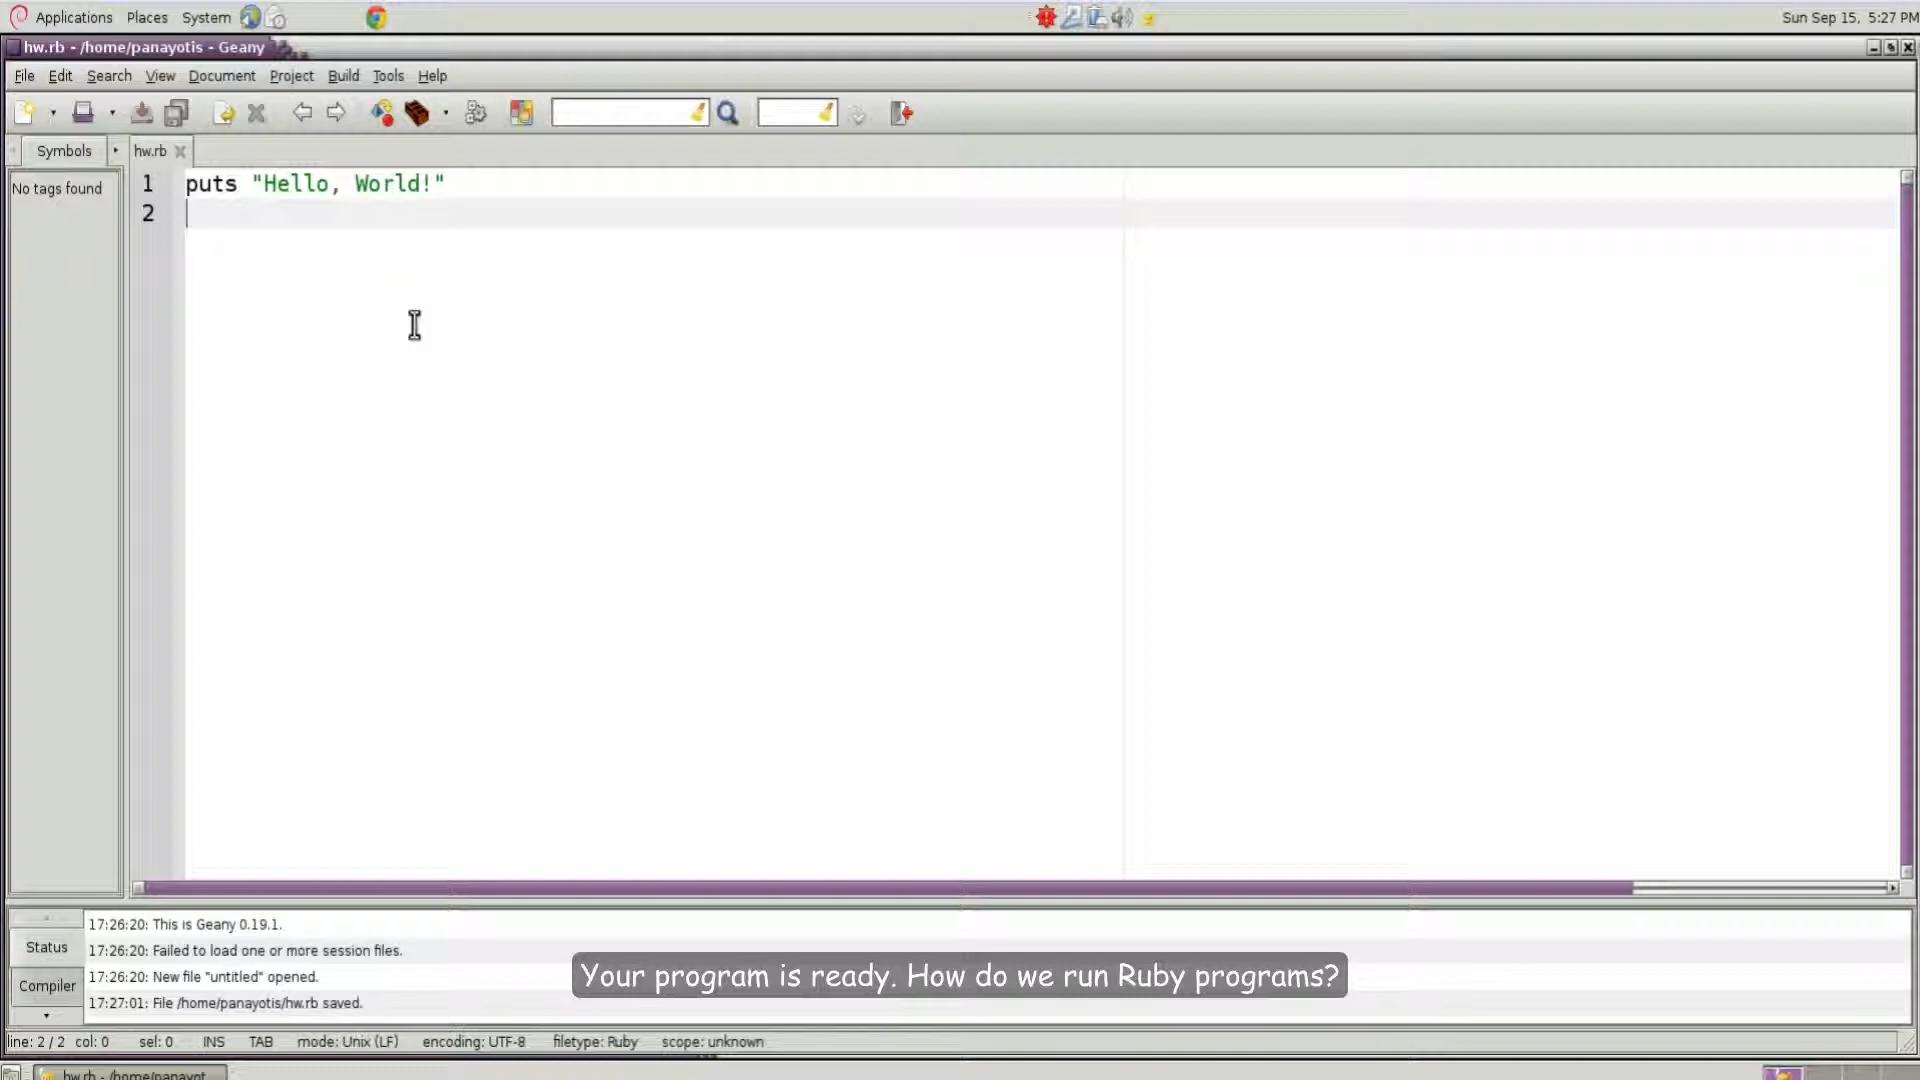 Applications Places System
Sun Sep 15, 5:27 PM
hw.rb - /home/panayotis - Geany
File Edit Search View Document Project Build Tools Help
Symbols
hw.rb
No tags found
1 puts "Hello, World!"
2
Status
Compiler
17:26:20: This is Geany 0.19.1.
17:26:20: Failed to load one or more session files.
17:26:20: New file "untitled" opened.
17:27:01: File /home/panayotis/hw.rb saved.
Your program is ready. How do we run Ruby programs?
line: 2 / 2 col: 0 sel: 0 INS TAB mode: Unix (LF) encoding: UTF-8 filetype: Ruby scope: unknown
hw.rb - /home/panayot...